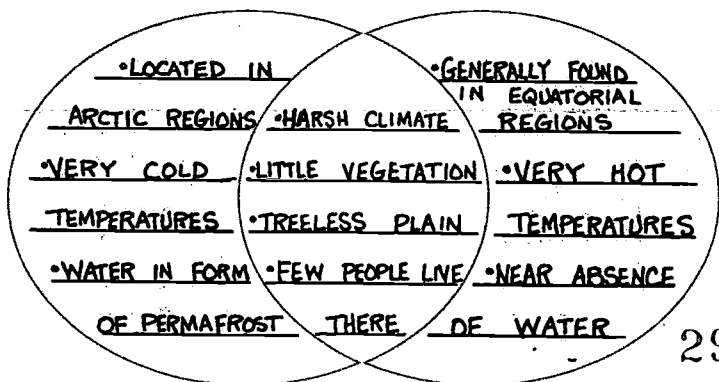 •LOCATED IN
ARCTIC REGIONS
•VERY COLD
TEMPERATURES
•WATER IN FORM
OF PERMAFROST
•HARSH CLIMATE
•LITTLE VEGETATION
•TREELESS PLAIN
•FEW PEOPLE LIVE
THERE
•GENERALLY FOUND
IN EQUATORIAL
REGIONS
•VERY HOT
TEMPERATURES
•NEAR ABSENCE
OF WATER
29